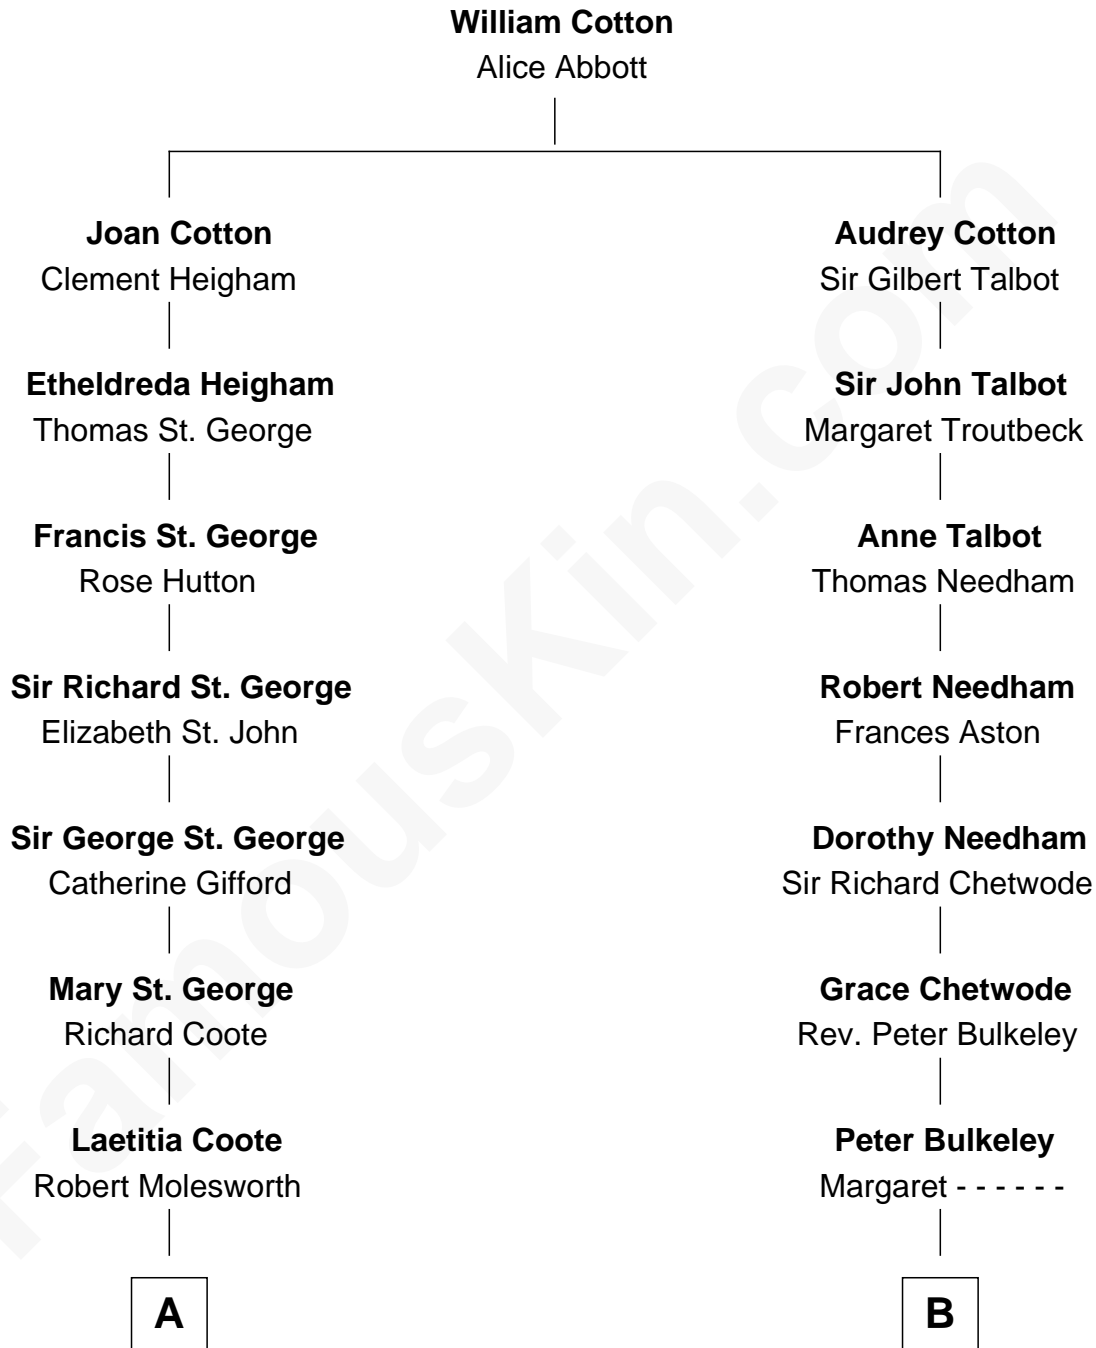 William Cotton
Alice Abbott
Joan Cotton
Clement Heigham
Audrey Cotton
Sir Gilbert Talbot
Etheldreda Heigham
Thomas St. George
Sir John Talbot
Margaret Troutbeck
Francis St. George
Rose Hutton
Anne Talbot
Thomas Needham
Sir Richard St. George
Elizabeth St. John
Robert Needham
Frances Aston
Sir George St. George
Catherine Gifford
Dorothy Needham
Sir Richard Chetwode
Mary St. George
Richard Coote
Grace Chetwode
Rev. Peter Bulkeley
Laetitia Coote
Robert Molesworth
Peter Bulkeley
Margaret - - - - - -
A
B
FamousKin.com